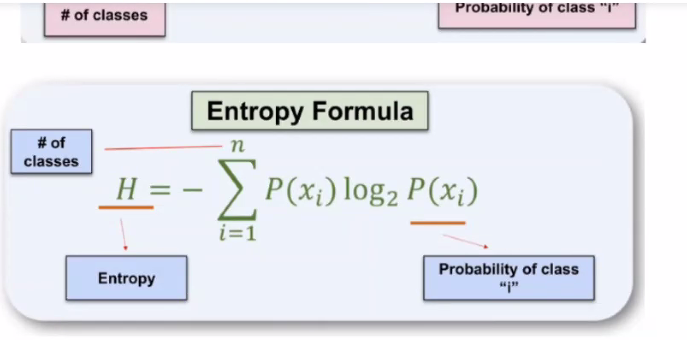 # of classes
Probability of class "i"
Entropy Formula
# of
classes
n
H = − ∑ P(xᵢ) log₂ P(xᵢ)
i=1
Entropy
Probability of class
“i”